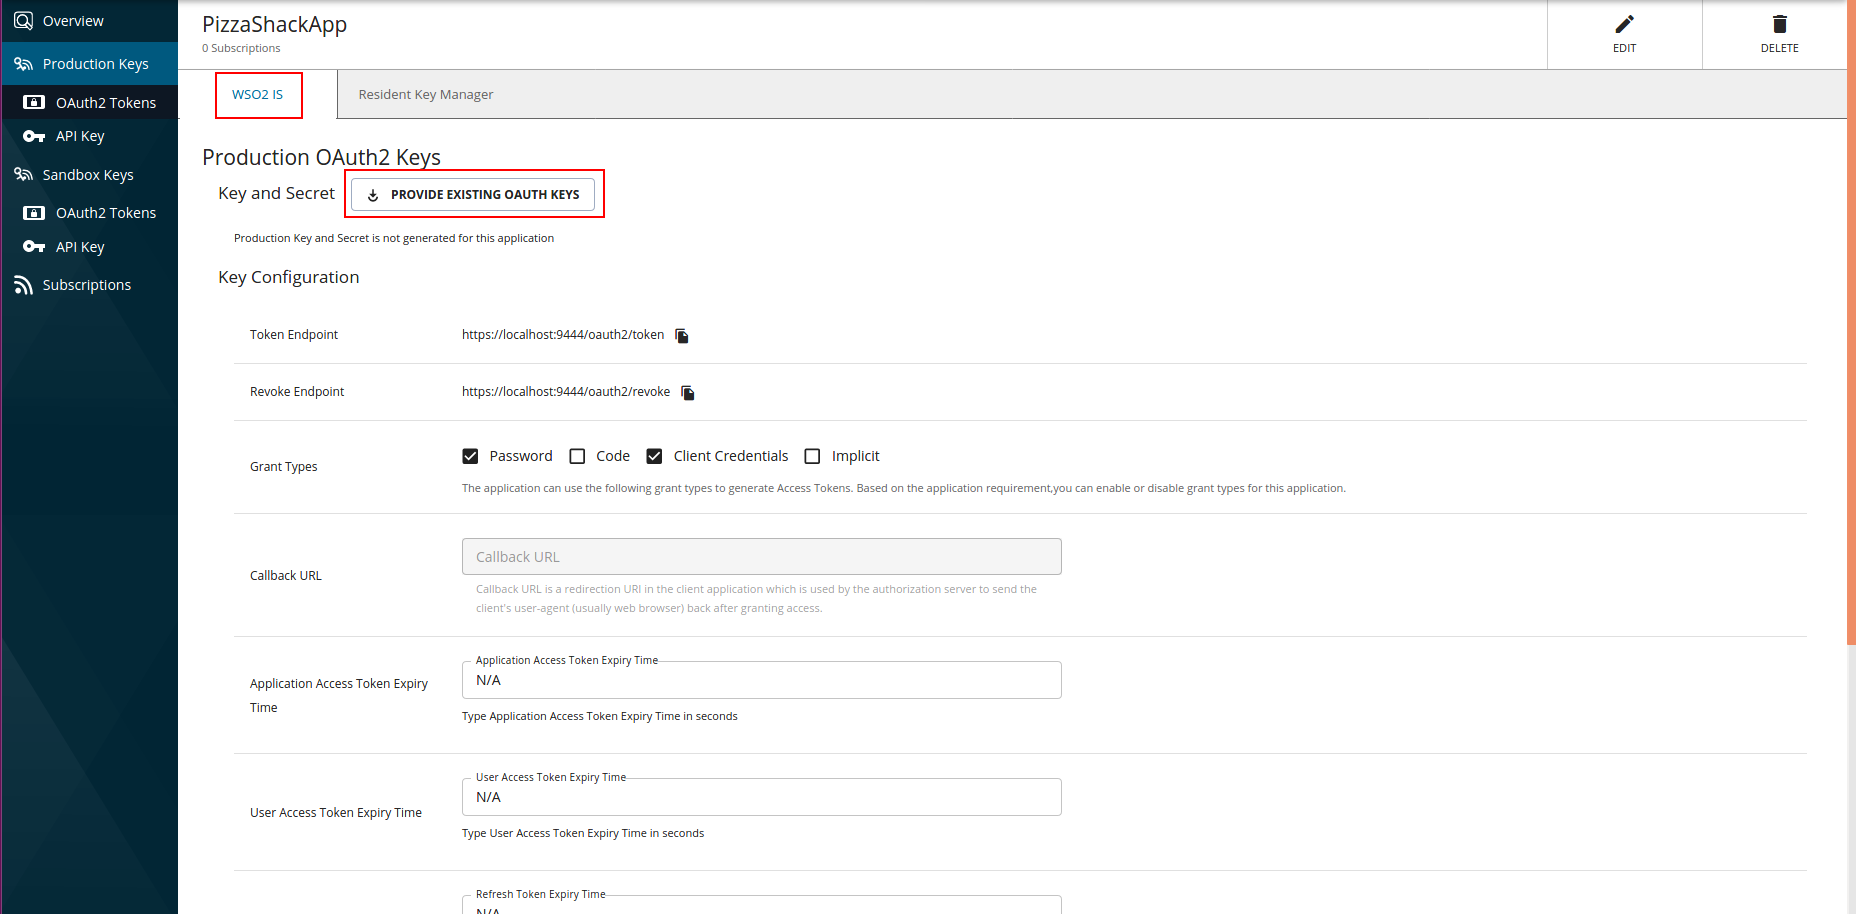 Overview
Production Keys
OAuth2 Tokens
API Key
Sandbox Keys
OAuth2 Tokens
API Key
Subscriptions
PizzaShackApp
0 Subscriptions
EDIT
DELETE
WSO2 IS
Resident Key Manager
Production OAuth2 Keys
Key and Secret
PROVIDE EXISTING OAUTH KEYS
Production Key and Secret is not generated for this application
Key Configuration
Token Endpoint
https://localhost:9444/oauth2/token
Revoke Endpoint
https://localhost:9444/oauth2/revoke
Grant Types
Password
Code
Client Credentials
Implicit
The application can use the following grant types to generate Access Tokens. Based on the application requirement,you can enable or disable grant types for this application.
Callback URL
Callback URL
Callback URL is a redirection URI in the client application which is used by the authorization server to send the
client's user-agent (usually web browser) back after granting access.
Application Access Token Expiry
Time
Application Access Token Expiry Time
N/A
Type Application Access Token Expiry Time in seconds
User Access Token Expiry Time
User Access Token Expiry Time
N/A
Type User Access Token Expiry Time in seconds
Refresh Token Expiry Time
N/A